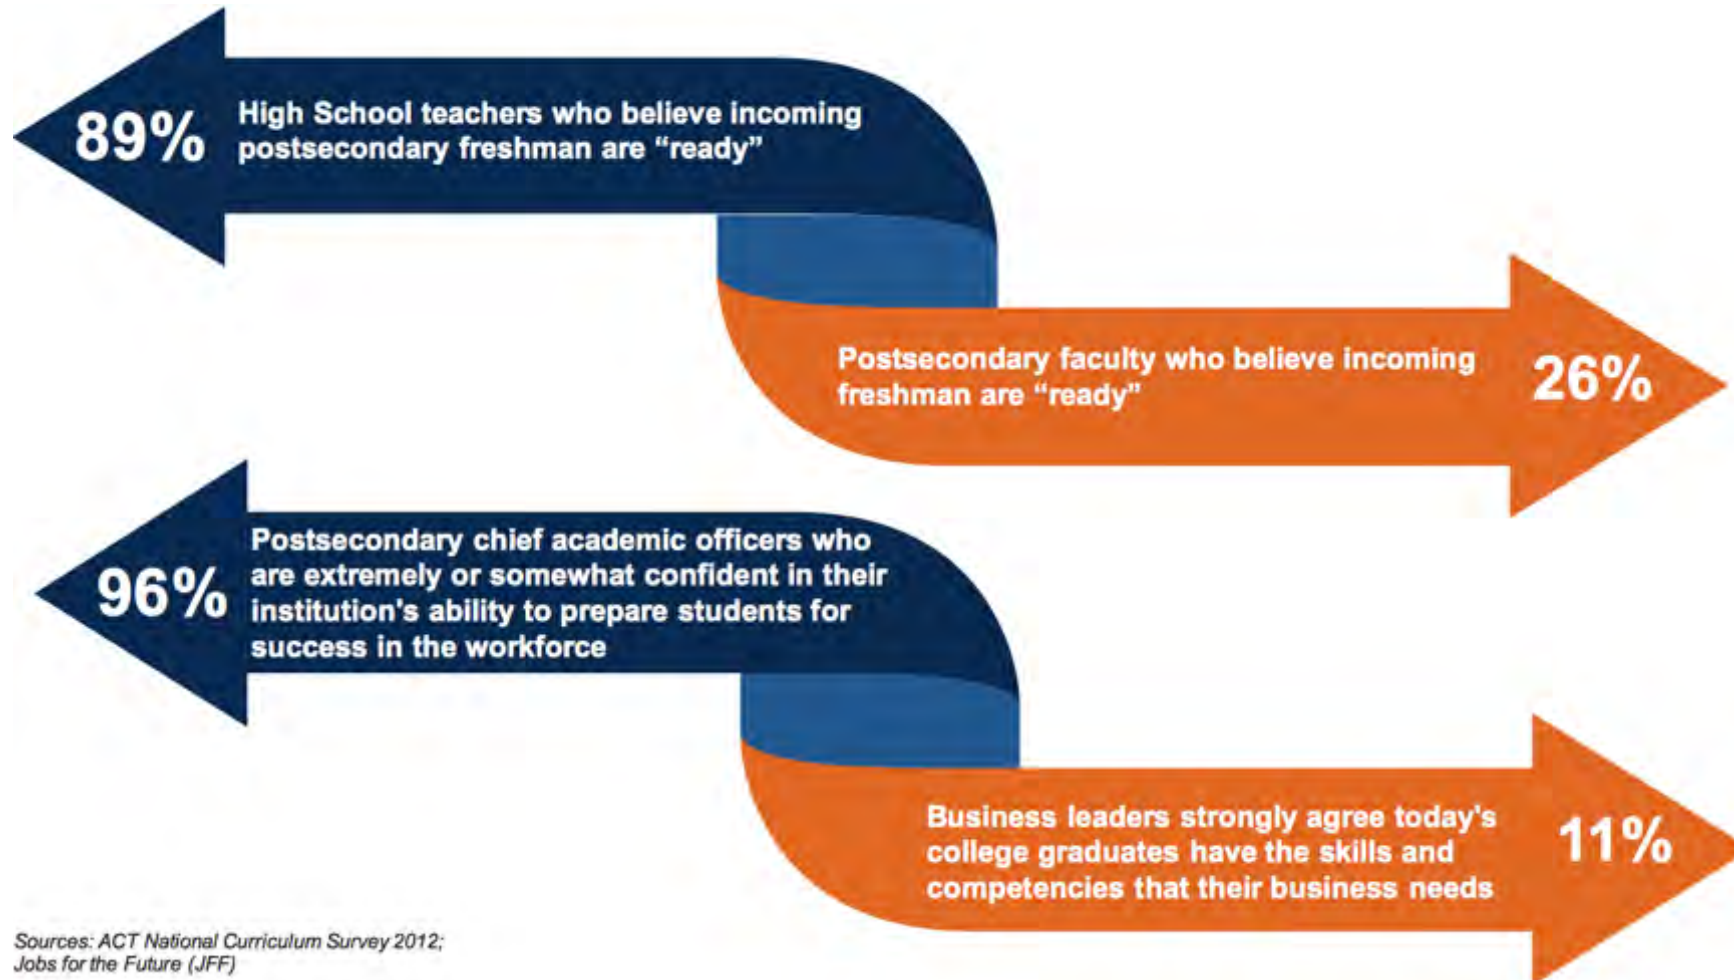 89%
High School teachers who believe incoming
postsecondary freshman are “ready”
Postsecondary faculty who believe incoming
freshman are “ready”
26%
96%
Postsecondary chief academic officers who
are extremely or somewhat confident in their
institution's ability to prepare students for
success in the workforce
Business leaders strongly agree today's
college graduates have the skills and
competencies that their business needs
11%
Sources: ACT National Curriculum Survey 2012;
Jobs for the Future (JFF)